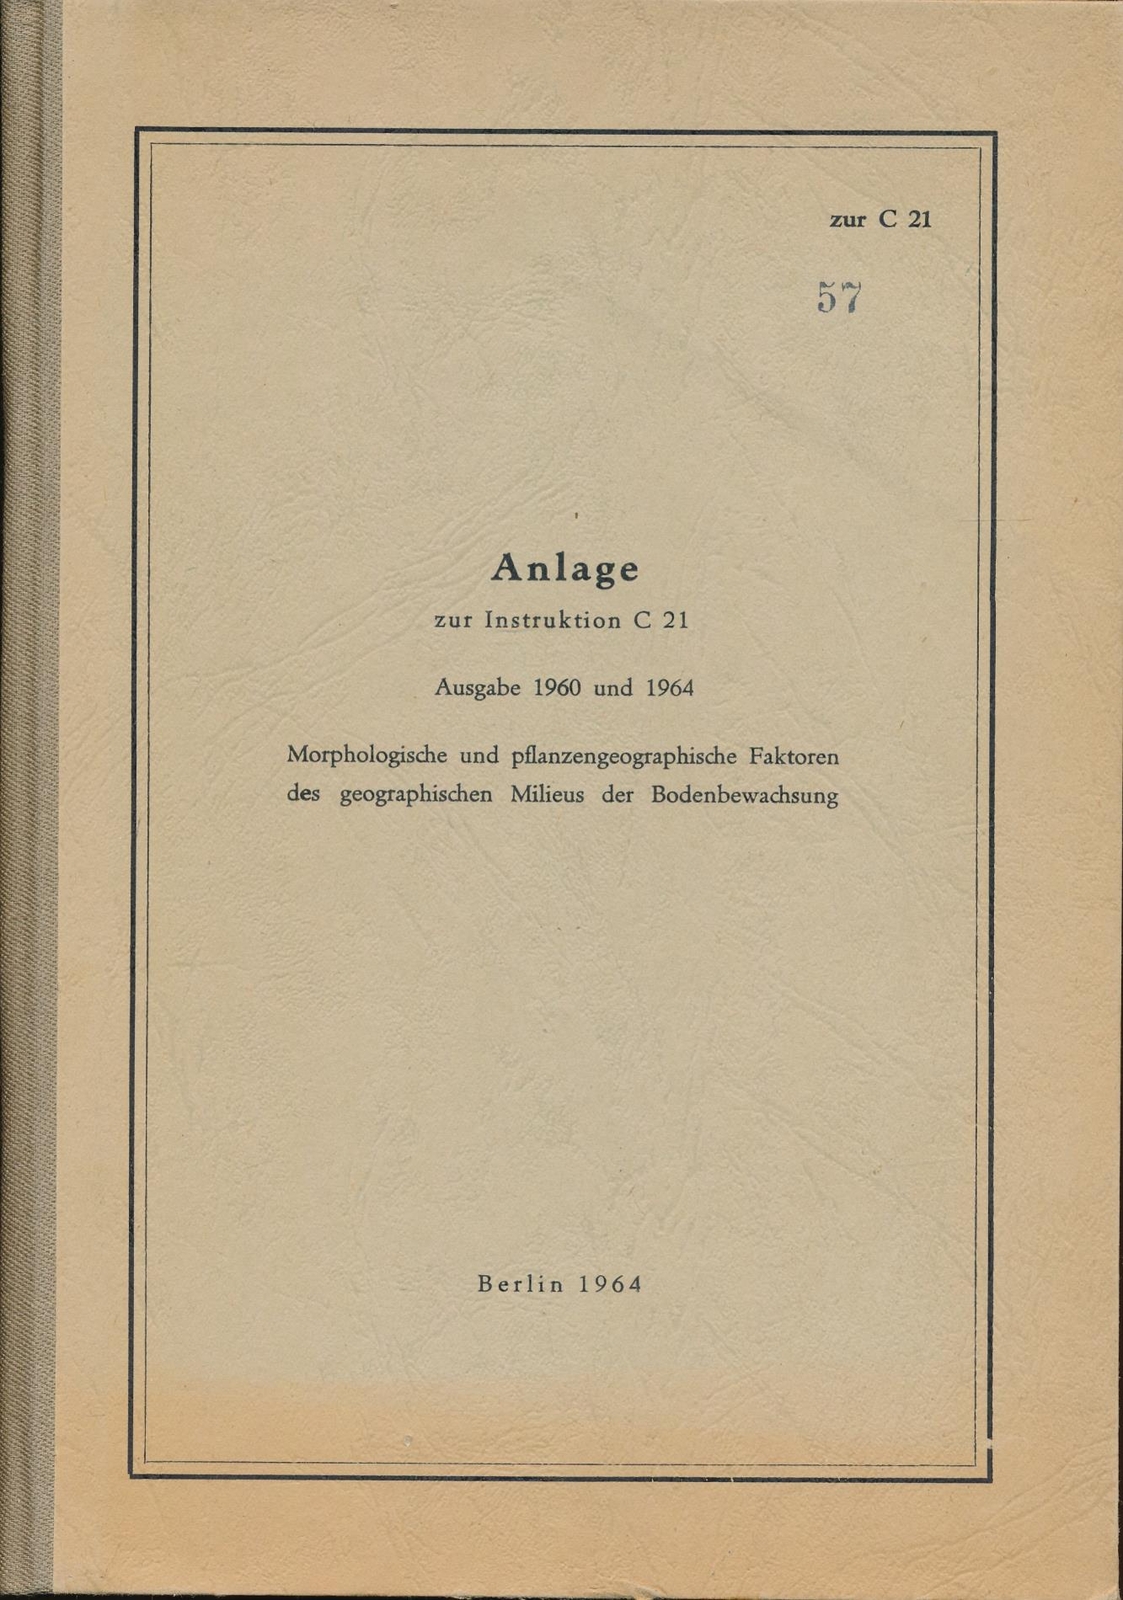 zur C 21
57
Anlage
zur Instruktion C 21
Ausgabe 1960 und 1964
Morphologische und pflanzengeographische Faktoren
des geographischen Milieus der Bodenbewachsung
Berlin 1964